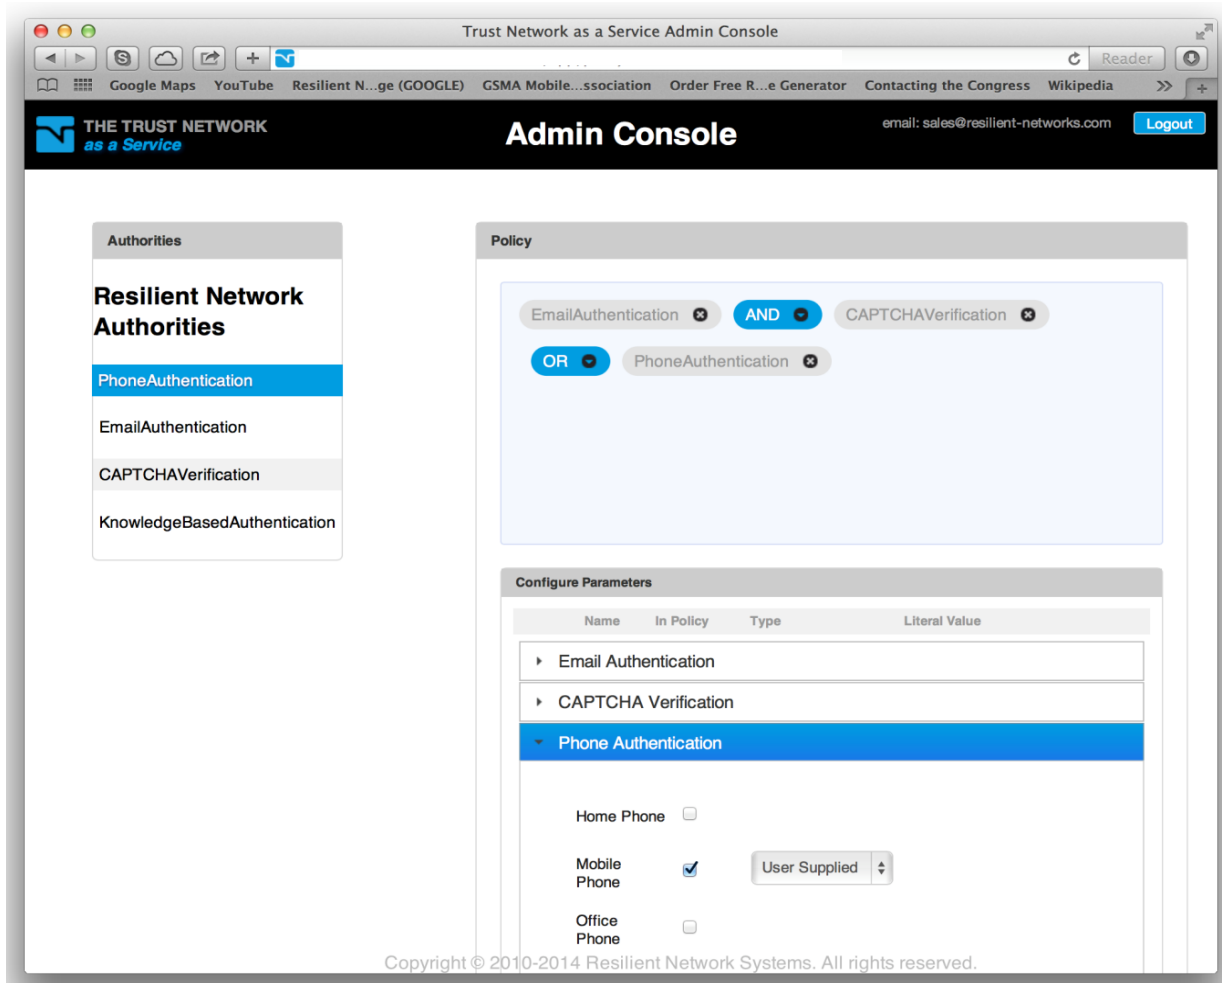 Trust Network as a Service Admin Console
Reader
Google Maps YouTube Resilient N...ge (GOOGLE) GSMA Mobile...ssociation Order Free R...e Generator Contacting the Congress Wikipedia
THE TRUST NETWORK
as a Service
Admin Console
email: sales@resilient-networks.com
Logout
Authorities
Resilient Network
Authorities
PhoneAuthentication
EmailAuthentication
CAPTCHAVerification
KnowledgeBasedAuthentication
Policy
EmailAuthentication AND CAPTCHAVerification
OR PhoneAuthentication
Configure Parameters
Name In Policy Type Literal Value
Email Authentication
CAPTCHA Verification
Phone Authentication
Home Phone
Mobile
Phone
User Supplied
Office
Phone
Copyright © 2010-2014 Resilient Network Systems. All rights reserved.